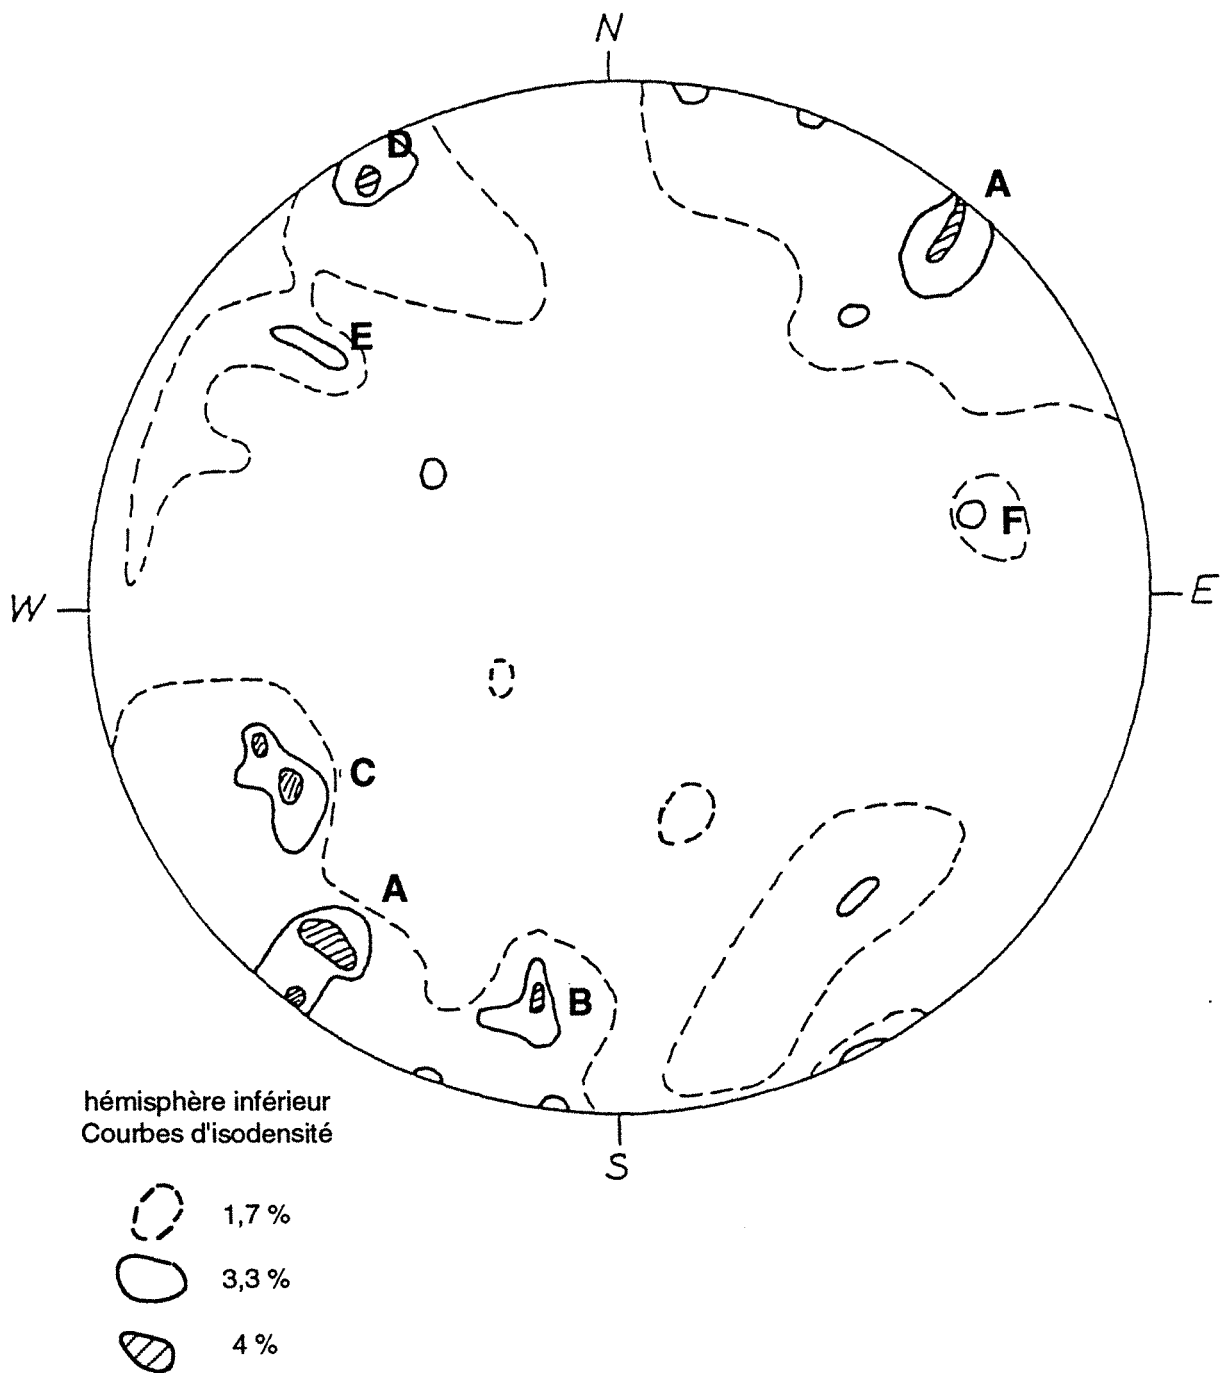 N
D
A
E
F
W
E
C
A
B
hémisphère inférieur
Courbes d'isodensité
S
1,7 %
3,3 %
4 %